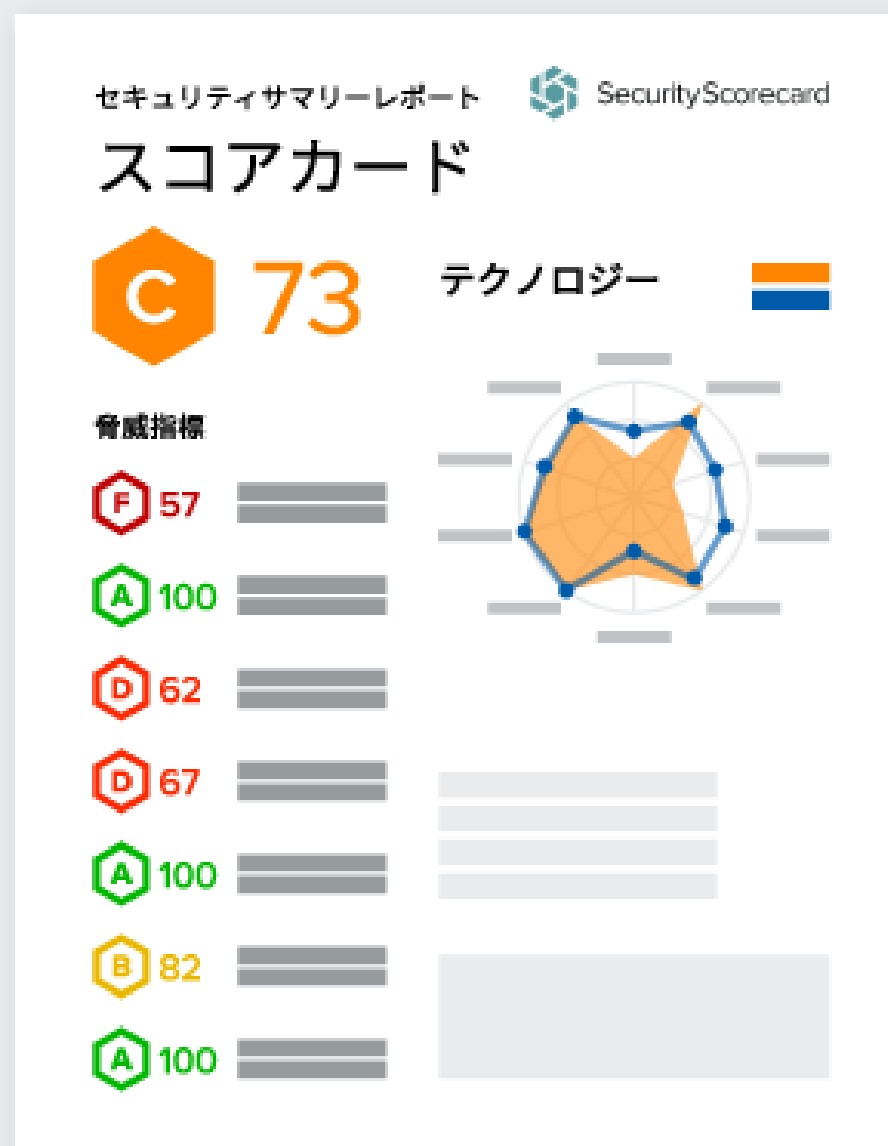 セキュリティサマリーレポート
SecurityScorecard
スコアカード
C 73
テクノロジー
脅威指標
F 57
A 100
D 62
D 67
A 100
B 82
A 100